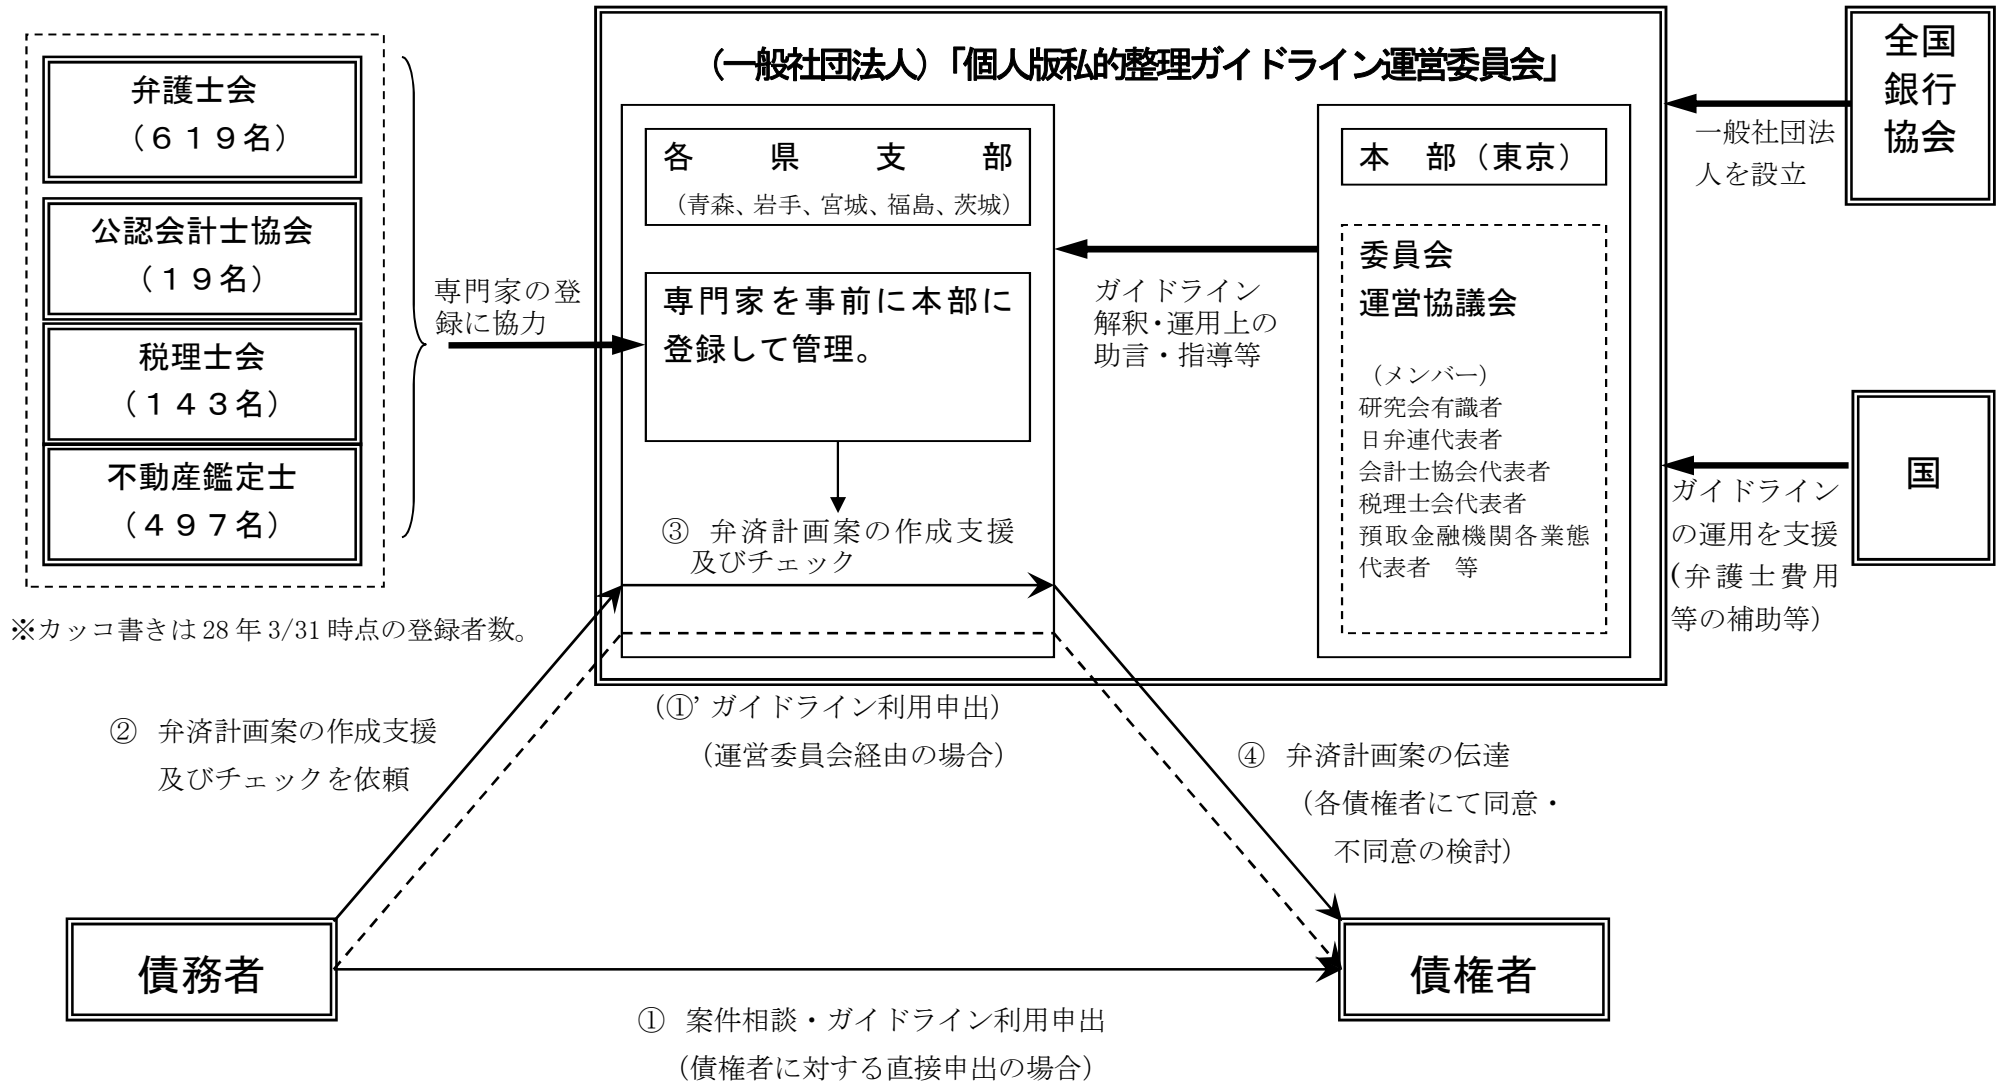 (一般社団法人)「個人版私的整理ガイドライン運営委員会」
弁護士会
(619名)
公認会計士協会
(19名)
税理士会
(143名)
不動産鑑定士
(497名)
※カッコ書きは28年3/31時点の登録者数。
専門家の登
録に協力
各県支部
(青森、岩手、宮城、福島、茨城)
専門家を事前に本部に
登録して管理。
③ 弁済計画案の作成支援
及びチェック
ガイドライン
解釈・運用上の
助言・指導等
本 部(東京)
委員会
運営協議会
(メンバー)
研究会有識者
日弁連代表者
会計士協会代表者
税理士会代表者
預取金融機関各業態
代表者 等
全国
銀行
協会
一般社団法
人を設立
国
ガイドライン
の運用を支援
(弁護士費用
等の補助等)
② 弁済計画案の作成支援
及びチェックを依頼
(①’ガイドライン利用申出)
(運営委員会経由の場合)
④ 弁済計画案の伝達
(各債権者にて同意・
不同意の検討)
債務者
債権者
① 案件相談・ガイドライン利用申出
(債権者に対する直接申出の場合)